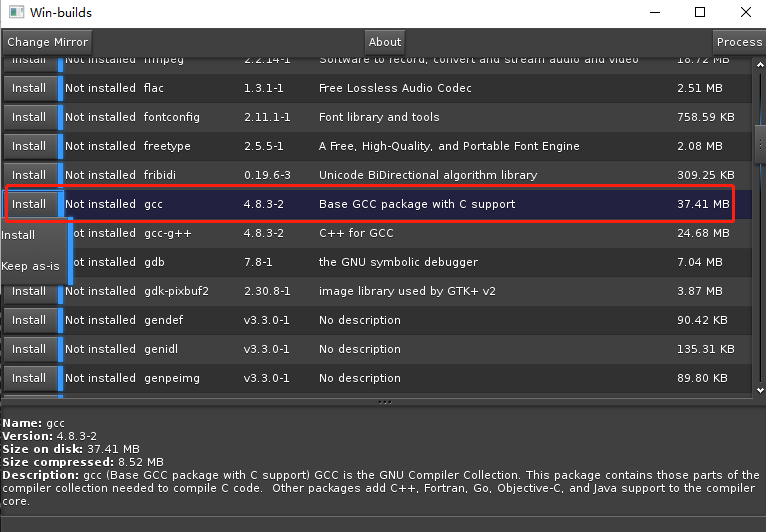 Win-builds
Change Mirror About Process
Install Not installed ffmpeg 2.2.14-1 Software to record, convert and stream audio and video 18.72 MB
Install Not installed flac 1.3.1-1 Free Lossless Audio Codec 2.51 MB
Install Not installed fontconfig 2.11.1-1 Font library and tools 758.59 KB
Install Not installed freetype 2.5.5-1 A Free, High-Quality, and Portable Font Engine 2.08 MB
Install Not installed fribidi 0.19.6-3 Unicode BiDirectional algorithm library 309.25 KB
Install Not installed gcc 4.8.3-2 Base GCC package with C support 37.41 MB
Install ot installed gcc-g++ 4.8.3-2 C++ for GCC 24.68 MB
Keep as-is ot installed gdb 7.8-1 the GNU symbolic debugger 7.04 MB
Install Not installed gdk-pixbuf2 2.30.8-1 image library used by GTK+ v2 3.87 MB
Install Not installed gendef v3.3.0-1 No description 90.42 KB
Install Not installed genidl v3.3.0-1 No description 135.31 KB
Install Not installed genpeimg v3.3.0-1 No description 89.80 KB
Name: gcc
Version: 4.8.3-2
Size on disk: 37.41 MB
Size compressed: 8.52 MB
Description: gcc (Base GCC package with C support) GCC is the GNU Compiler Collection. This package contains those parts of the
compiler collection needed to compile C code. Other packages add C++, Fortran, Go, Objective-C, and Java support to the compiler
core.